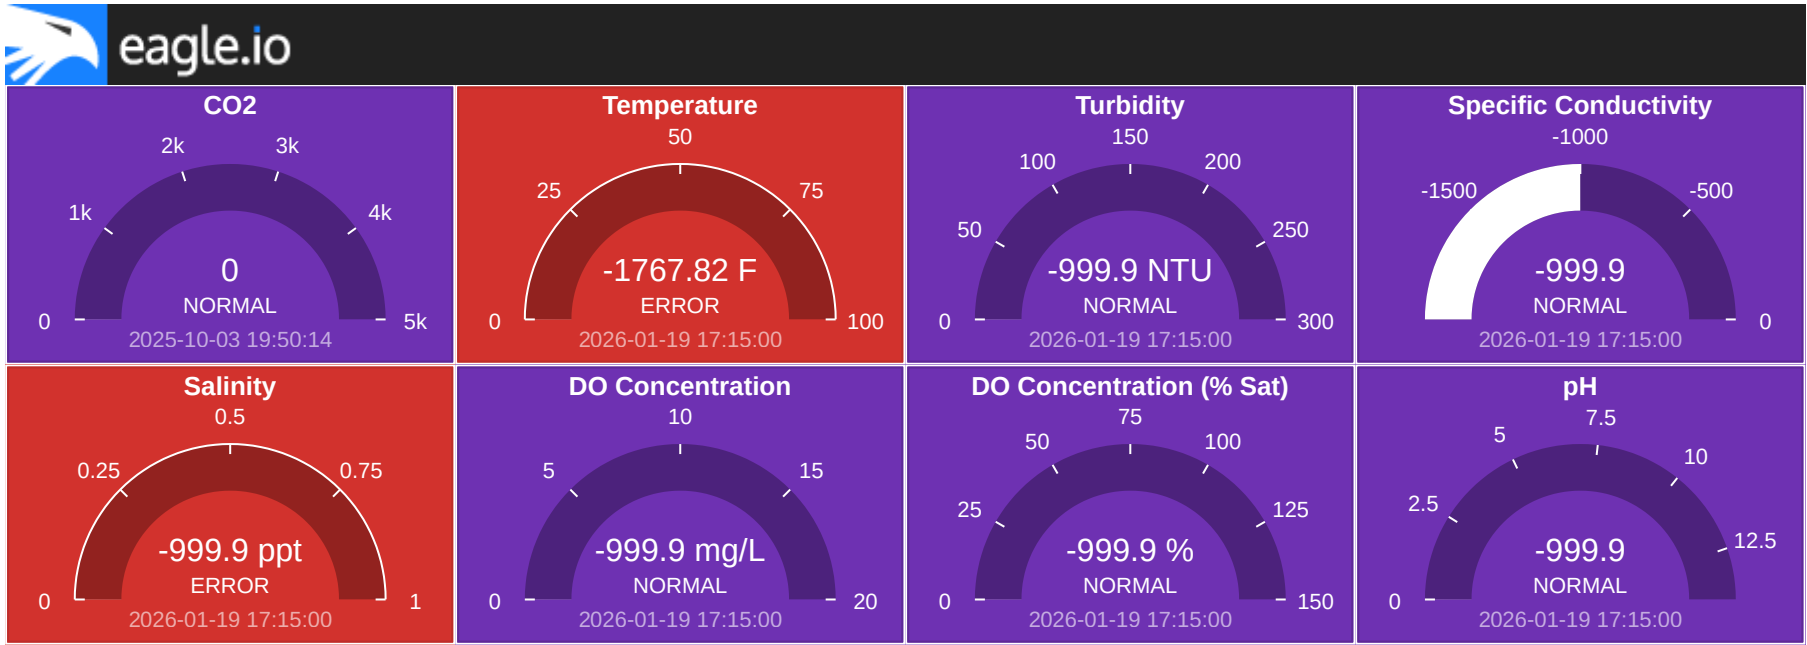 eagle.io
CO2
2k
3k
1k
4k
0
NORMAL
0
5k
2025-10-03 19:50:14
Temperature
50
25
75
-1767.82 F
ERROR
0
100
2026-01-19 17:15:00
Turbidity
150
100
200
50
250
-999.9 NTU
NORMAL
0
300
2026-01-19 17:15:00
Specific Conductivity
-1000
-1500
-500
-999.9
NORMAL
0
2026-01-19 17:15:00
Salinity
0.5
0.25
0.75
-999.9 ppt
ERROR
0
1
2026-01-19 17:15:00
DO Concentration
10
5
15
-999.9 mg/L
NORMAL
0
20
2026-01-19 17:15:00
DO Concentration (% Sat)
75
50
100
25
125
-999.9 %
NORMAL
0
150
2026-01-19 17:15:00
pH
7.5
5
10
2.5
12.5
-999.9
NORMAL
0
2026-01-19 17:15:00